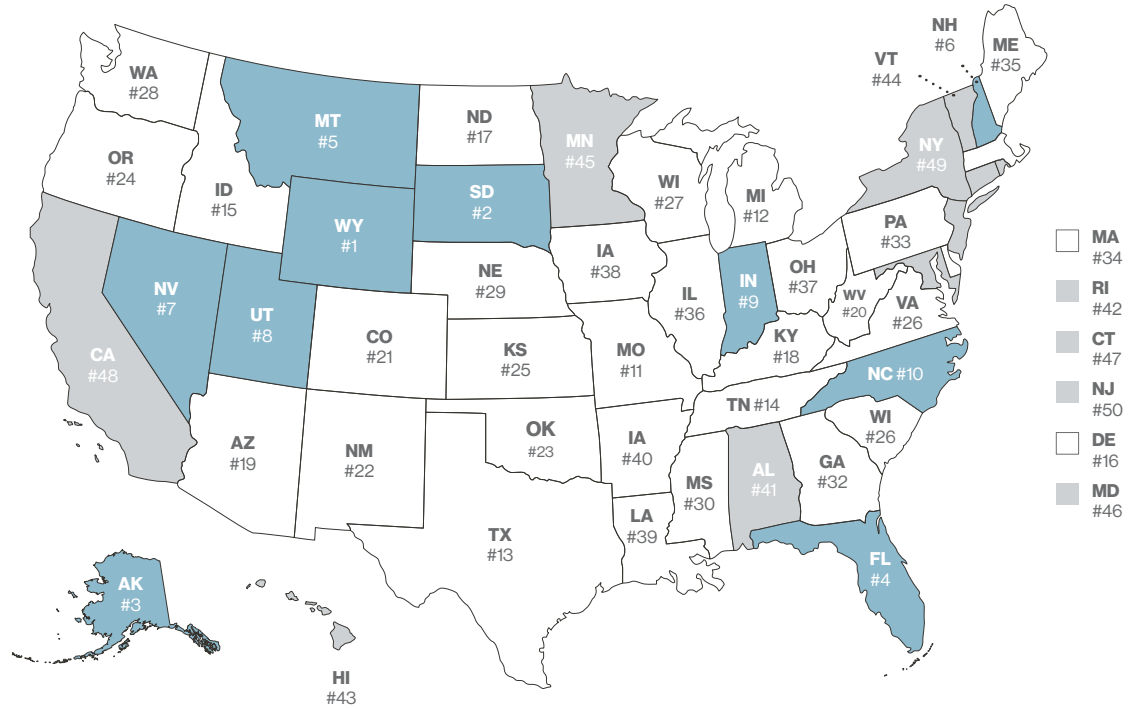 NH
#6
ME
#35
VT
#44
WA
#28
MT
#5
ND
#17
MN
#45
NY
#49
OR
#24
ID
#15
SD
#2
WI
#27
MI
#12
WY
#1
PA
#33
NE
#29
IA
#38
OH
#37
IL
#36
IN
#9
NV
#7
UT
#8
WV
#20
VA
#26
CO
#21
KS
#25
MO
#11
KY
#18
CA
#48
NC #10
TN #14
WI
#26
AZ
#19
NM
#22
OK
#23
IA
#40
GA
#32
AL
#41
MS
#30
LA
#39
TX
#13
FL
#4
AK
#3
HI
#43
MA
#34
RI
#42
CT
#47
NJ
#50
DE
#16
MD
#46